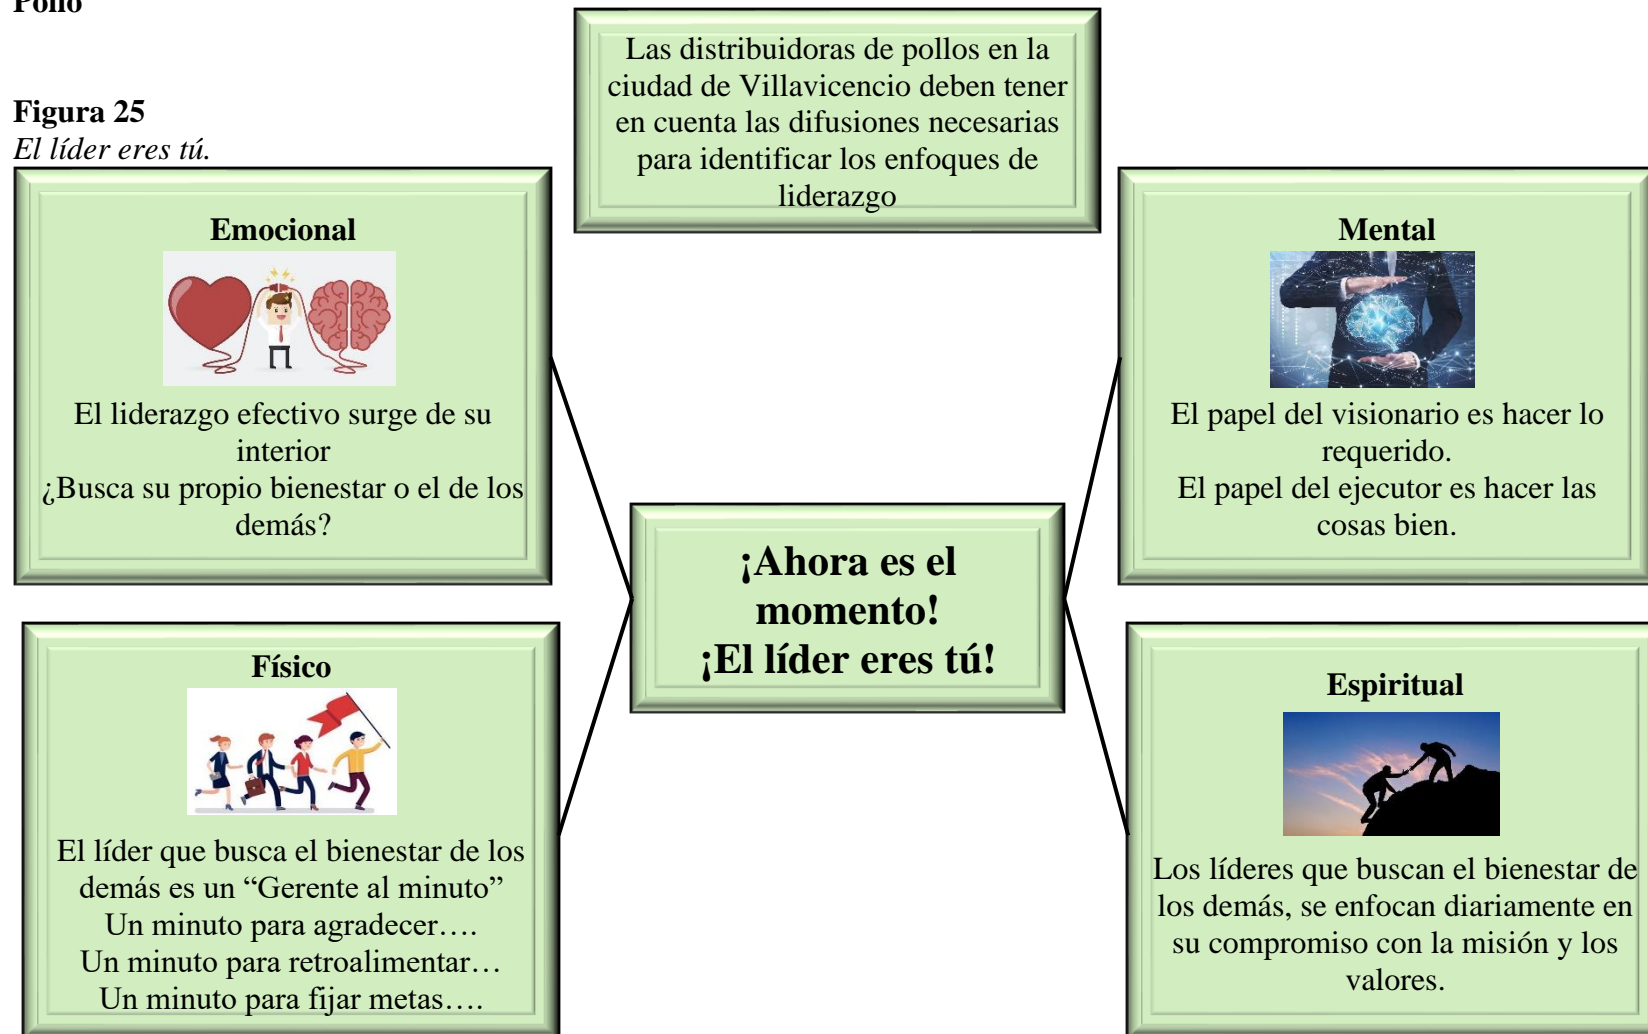 Pollo
Figura 25
El líder eres tú.
Las distribuidoras de pollos en la
ciudad de Villavicencio deben tener
en cuenta las difusiones necesarias
para identificar los enfoques de
liderazgo
Emocional
El liderazgo efectivo surge de su
interior
¿Busca su propio bienestar o el de los
demás?
Mental
El papel del visionario es hacer lo
requerido.
El papel del ejecutor es hacer las
cosas bien.
¡Ahora es el
momento!
¡El líder eres tú!
Físico
El líder que busca el bienestar de los
demás es un “Gerente al minuto”
Un minuto para agradecer….
Un minuto para retroalimentar…
Un minuto para fijar metas….
Espiritual
Los líderes que buscan el bienestar de
los demás, se enfocan diariamente en
su compromiso con la misión y los
valores.